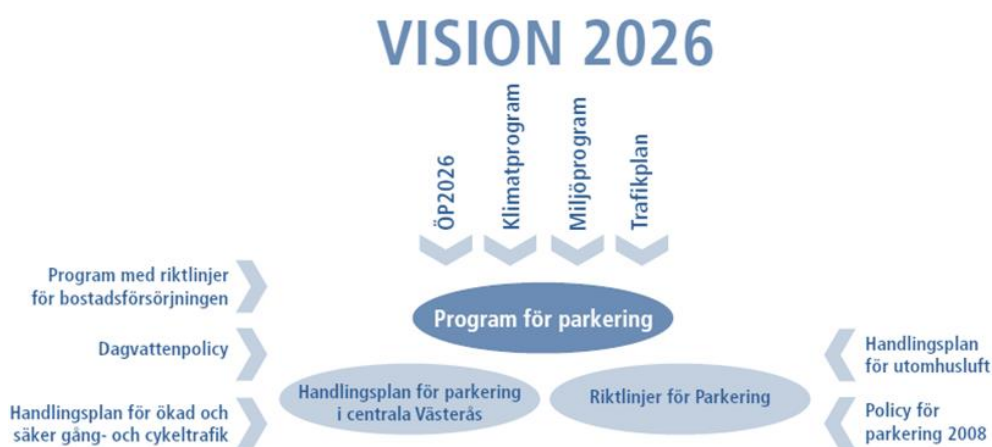 VISION 2026
ÖP2026
Klimatprogram
Miljöprogram
Trafikplan
Program med riktlinjer
för bostadsförsörjningen
Dagvattenpolicy
Handlingsplan för ökad och
säker gång- och cykeltrafik
Program för parkering
Handlingsplan för parkering
i centrala Västerås
Riktlinjer för Parkering
Handlingsplan
för utomhusluft
Policy för
parkering 2008